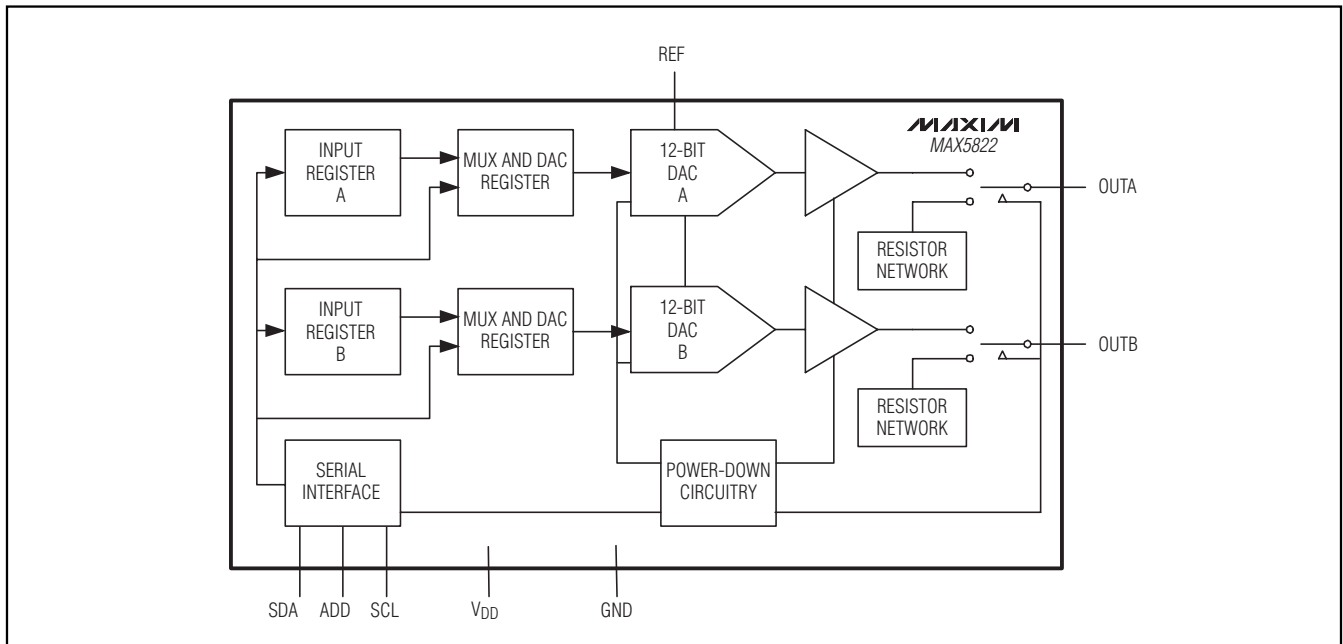 REF
MAXIM
MAX5822
INPUT
REGISTER
A
MUX AND DAC
REGISTER
12-BIT
DAC
A
OUTA
RESISTOR
NETWORK
INPUT
REGISTER
B
MUX AND DAC
REGISTER
12-BIT
DAC
B
OUTB
RESISTOR
NETWORK
SERIAL
INTERFACE
POWER-DOWN
CIRCUITRY
SDA ADD SCL VDD GND